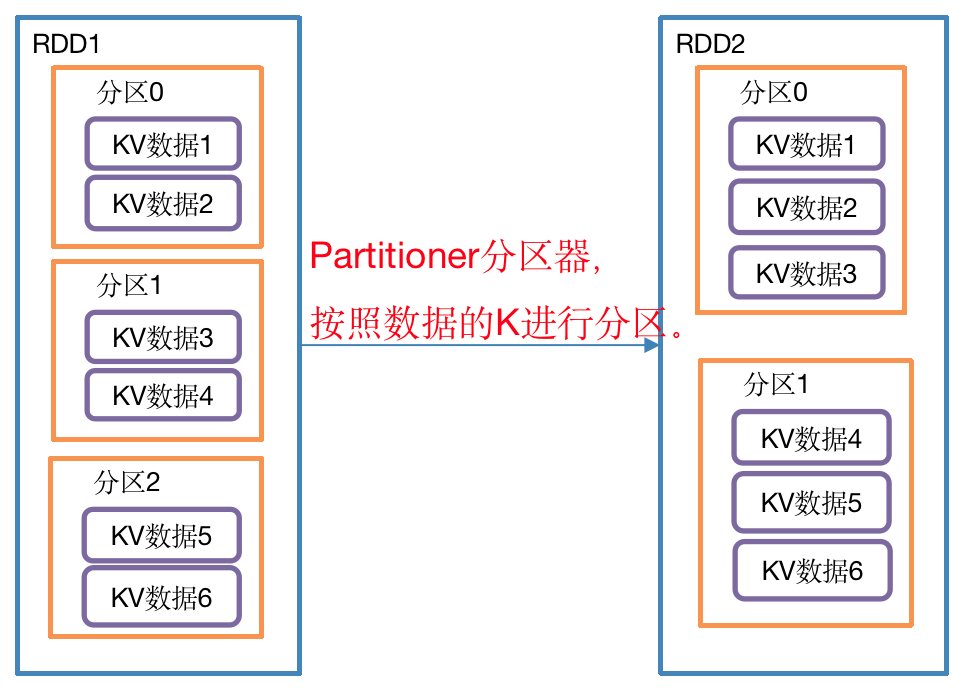 RDD1
分区0
KV数据1
KV数据2
分区1
KV数据3
KV数据4
分区2
KV数据5
KV数据6
Partitioner分区器,
按照数据的K进行分区。
RDD2
分区0
KV数据1
KV数据2
KV数据3
分区1
KV数据4
KV数据5
KV数据6